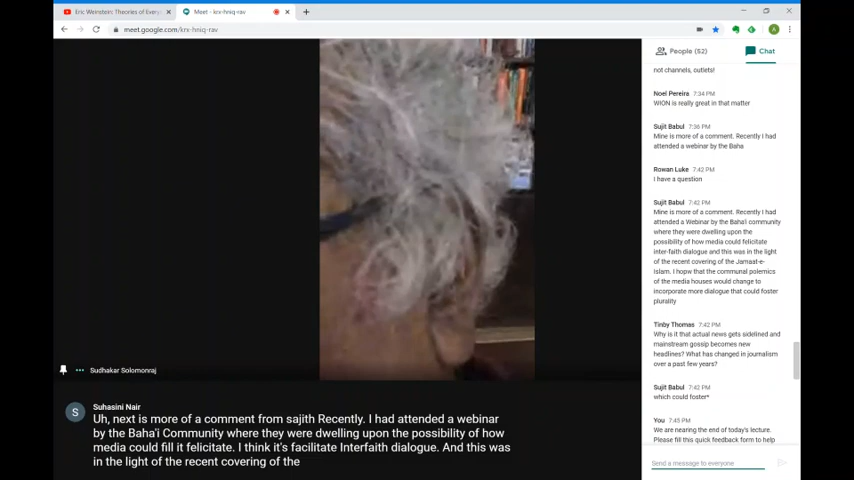 Eric Weinstein: Theories of Every
Meet - krx-hniq-rav
meet.google.com/krx-hniq-rav
People (52)
Chat
not channels, outlets!
Noel Pereira 7:34 PM
WION is really great in that matter
Sujit Babul 7:36 PM
Mine is more of a comment. Recently I had
attended a webinar by the Baha
Rowan Luke 7:42 PM
I have a question
Sujit Babul 7:42 PM
Mine is more of a comment. Recently I had
attended a Webinar by the Baha'i community
where they were dwelling upon the
possibility of how media could felicitate
inter-faith dialogue and this was in the light
of the recent covering of the Jamaat-e-
Islam. I hopr that the communal polemics
of the media houses would change to
incorporate more dialogue that could foster
plurality
Tinby Thomas 7:42 PM
Why is it that actual news gets sidelined and
mainstream gossip becomes new
headlines? What has changed in journalism
over a past few years?
Sujit Babul 7:42 PM
which could foster*
You 7:45 PM
We are nearing the end of today's lecture.
Please fill this quick feedback form to help
Send a message to everyone
Sudhakar Solomonraj
S
Suhasini Nair
Uh, next is more of a comment from sajith Recently. I had attended a webinar
by the Baha'i Community where they were dwelling upon the possibility of how
media could fill it felicitate. I think it's facilitate Interfaith dialogue. And this was
in the light of the recent covering of the